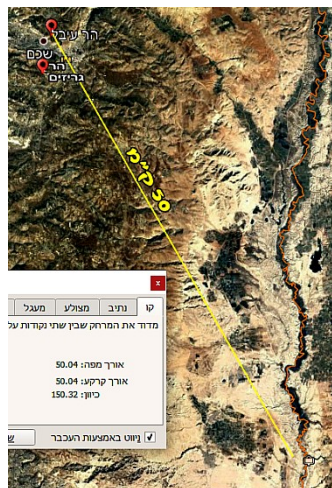 הר עיבל
שכם
הר
גריזים
50 ק״מ
x
קו נתיב מצולע מעגל
מדוד את המרחק שבין שתי נקודות על
אורך מפה: 50.04
אורך קרקע: 50.04
כיוון: 150.32
ניווט באמצעות העכבר